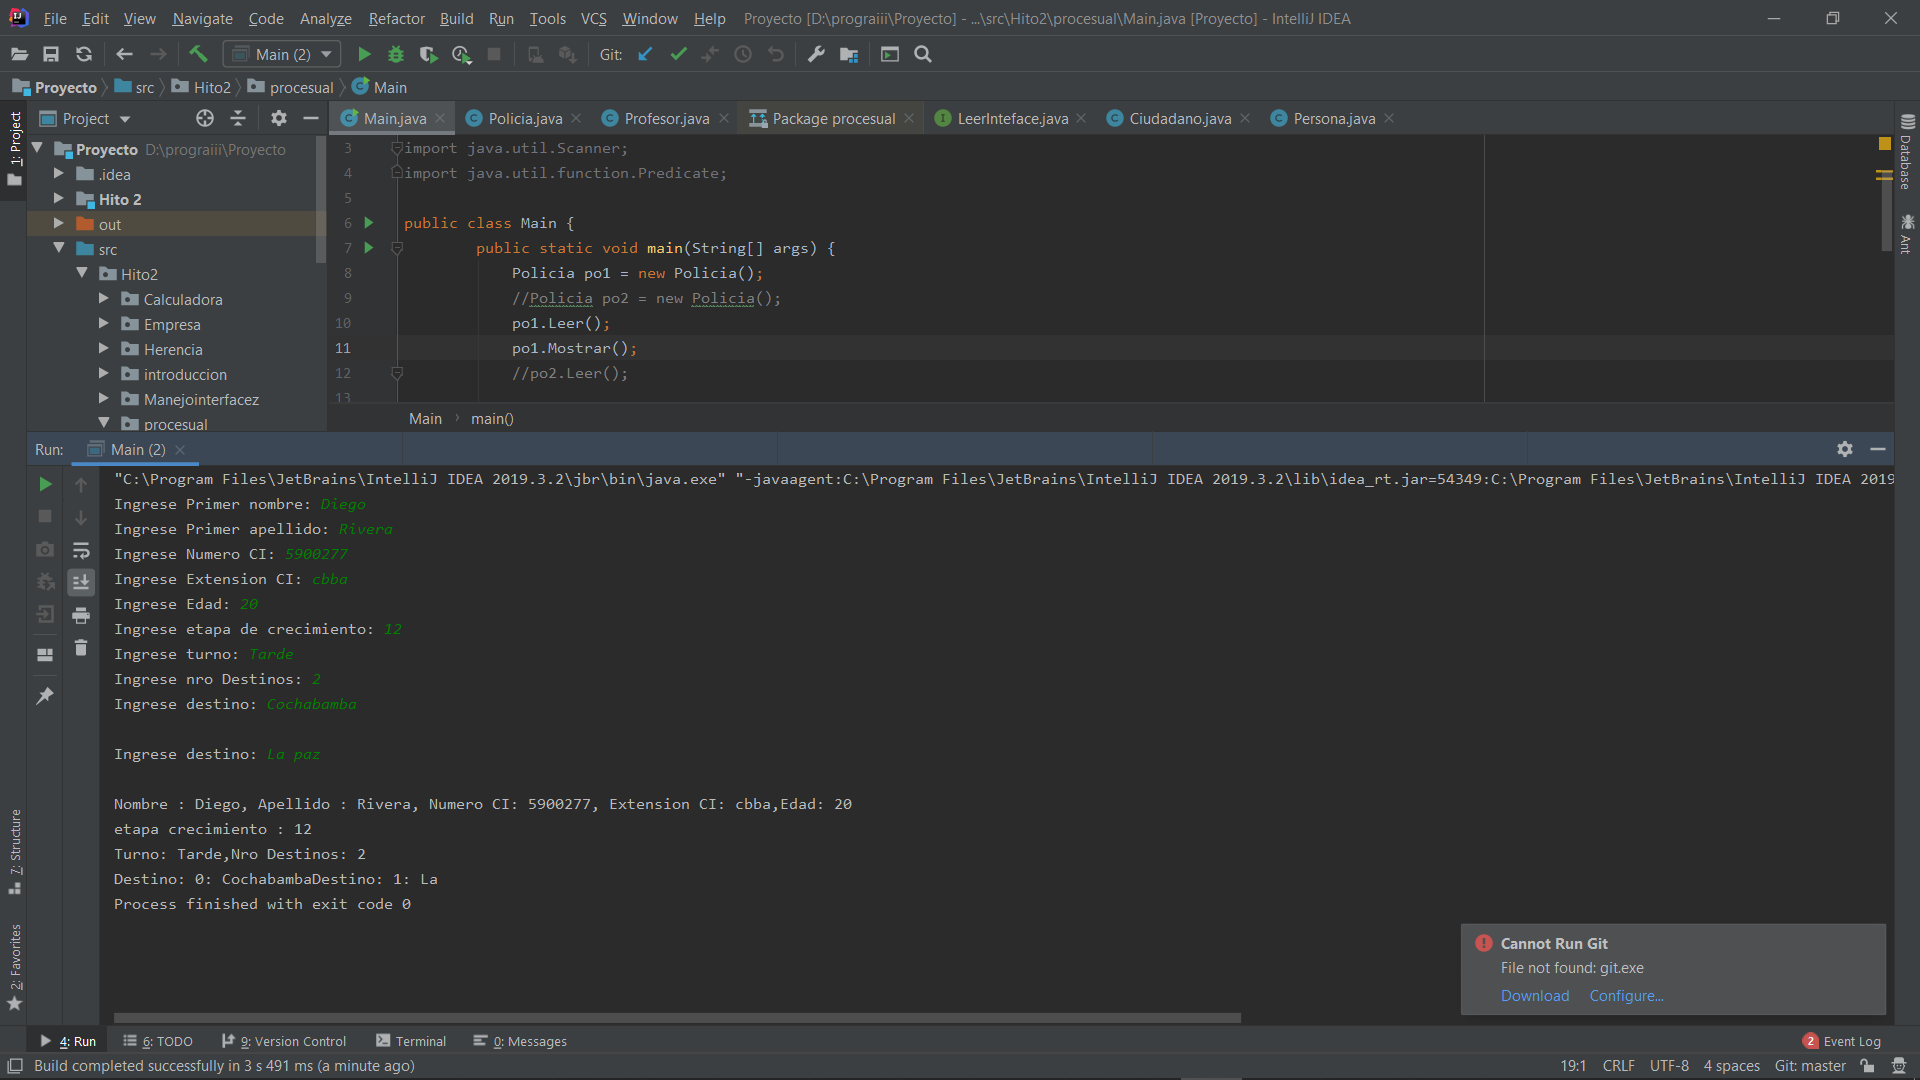 File Edit View Navigate Code Analyze Refactor Build Run Tools VCS Window Help Proyecto [D:\prograiii\Proyecto] - ...\src\Hito2\procesual\Main.java [Proyecto] - IntelliJ IDEA
Main (2) Git:
Proyecto src Hito2 procesual Main
1: Project
Project
Main.java Policia.java Profesor.java Package procesual LeerInteface.java Ciudadano.java Persona.java
Proyecto D:\prograiii\Proyecto
.idea
Hito 2
out
src
Hito2
Calculadora
Empresa
Herencia
introduccion
Manejointerfacez
procesual
3 import java.util.Scanner;
4 import java.util.function.Predicate;
5
6 public class Main {
7 public static void main(String[] args) {
8 Policia po1 = new Policia();
9 //Policia po2 = new Policia();
10 po1.Leer();
11 po1.Mostrar();
12 //po2.Leer();
13
Main main()
Database
Ant
Run: Main (2)
"C:\Program Files\JetBrains\IntelliJ IDEA 2019.3.2\jbr\bin\java.exe" "-javaagent:C:\Program Files\JetBrains\IntelliJ IDEA 2019.3.2\lib\idea_rt.jar=54349:C:\Program Files\JetBrains\IntelliJ IDEA 2019
Ingrese Primer nombre: Diego
Ingrese Primer apellido: Rivera
Ingrese Numero CI: 5900277
Ingrese Extension CI: cbba
Ingrese Edad: 20
Ingrese etapa de crecimiento: 12
Ingrese turno: Tarde
Ingrese nro Destinos: 2
Ingrese destino: Cochabamba
Ingrese destino: La paz
Nombre : Diego, Apellido : Rivera, Numero CI: 5900277, Extension CI: cbba,Edad: 20
etapa crecimiento : 12
Turno: Tarde,Nro Destinos: 2
Destino: 0: CochabambaDestino: 1: La
Process finished with exit code 0
7: Structure
2: Favorites
Cannot Run Git
File not found: git.exe
Download Configure...
4: Run 6: TODO 9: Version Control Terminal 0: Messages 2 Event Log
Build completed successfully in 3 s 491 ms (a minute ago) 19:1 CRLF UTF-8 4 spaces Git: master